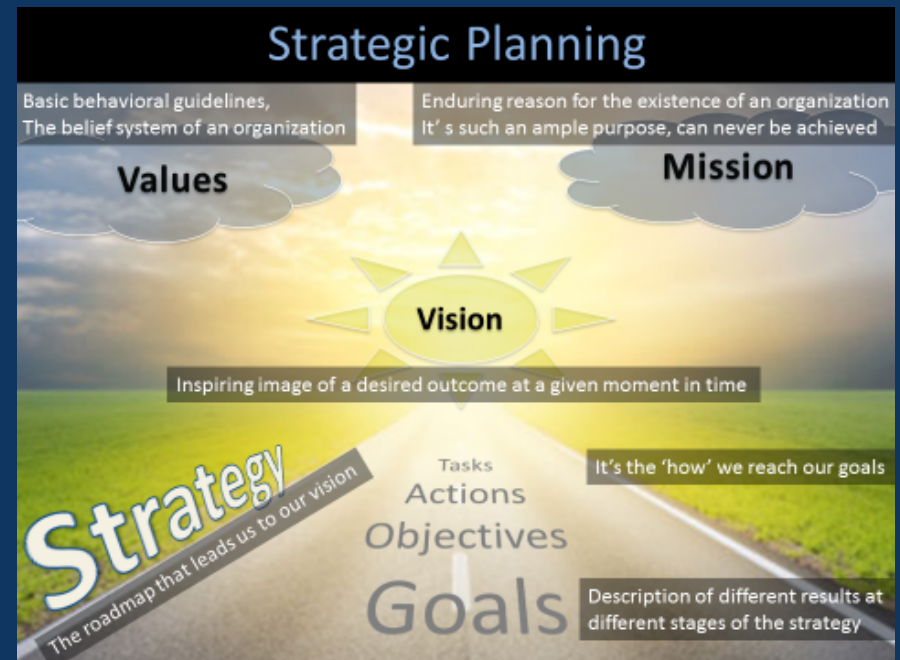 Strategic Planning
Basic behavioral guidelines,
The belief system of an organization
Values
Enduring reason for the existence of an organization
It' s such an ample purpose, can never be achieved
Mission
Vision
Inspiring image of a desired outcome at a given moment in time
Strategy
The roadmap that leads us to our vision
Tasks
Actions
Objectives
Goals
It's the ‘how’ we reach our goals
Description of different results at
different stages of the strategy